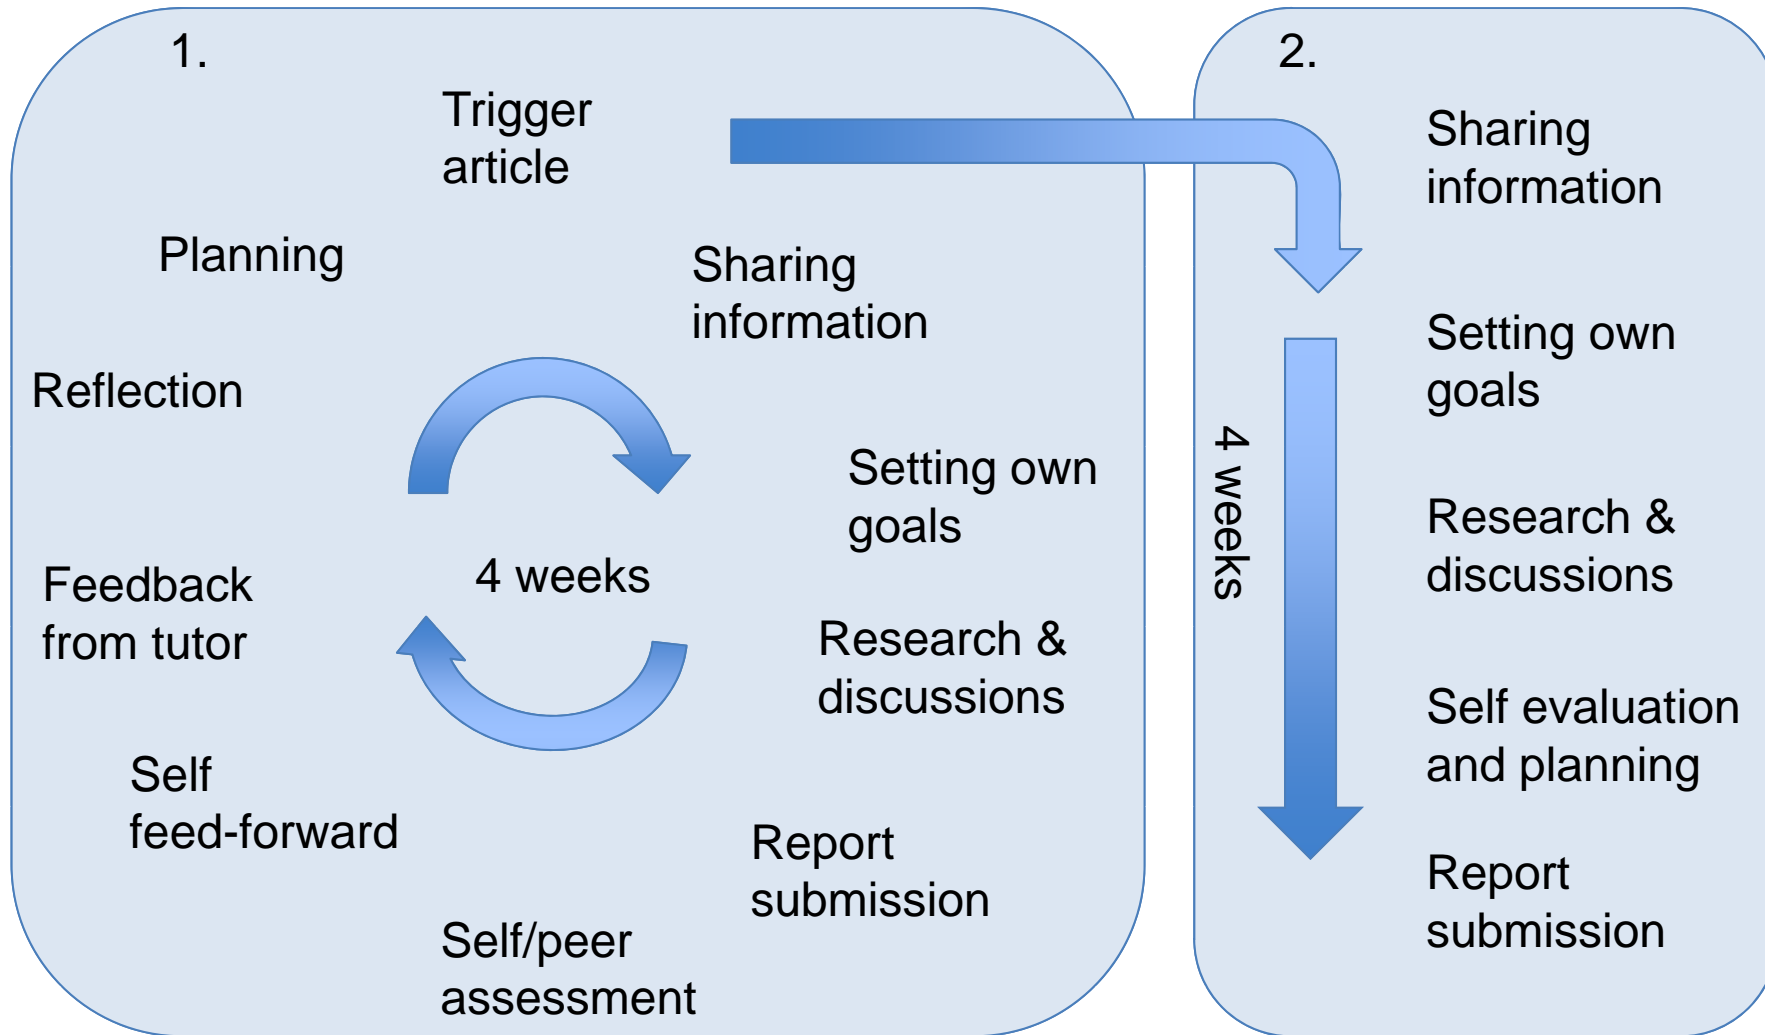 1.
Trigger
article
Sharing
information
Setting own
goals
Research &
discussions
Report
submission
Self/peer
assessment
Self
feed-forward
Feedback
from tutor
Reflection
Planning
4 weeks
2.
Sharing
information
Setting own
goals
Research &
discussions
Self evaluation
and planning
Report
submission
4 weeks